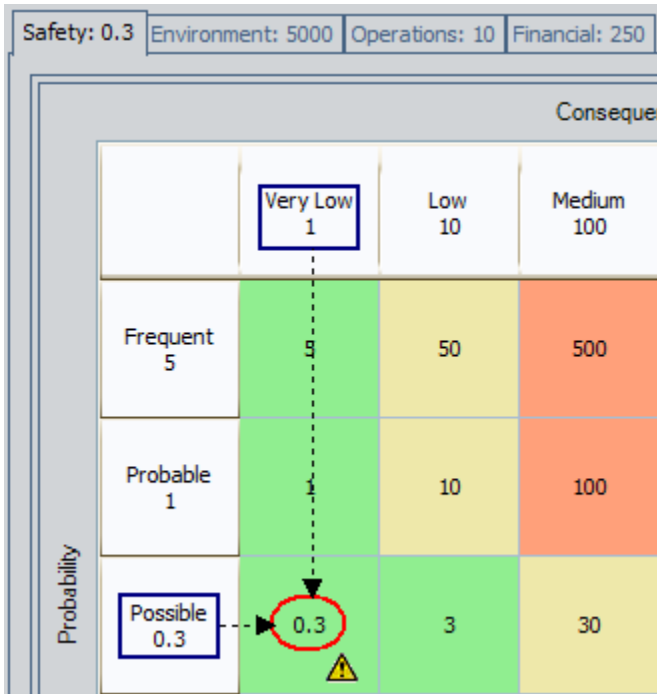 Safety: 0.3 Environment: 5000 Operations: 10 Financial: 250
Conseque
Very Low Low Medium
1 10 100
Frequent
5 5 50 500
Probable
1 1 10 100
Probability
Possible
0.3 0.3 3 30